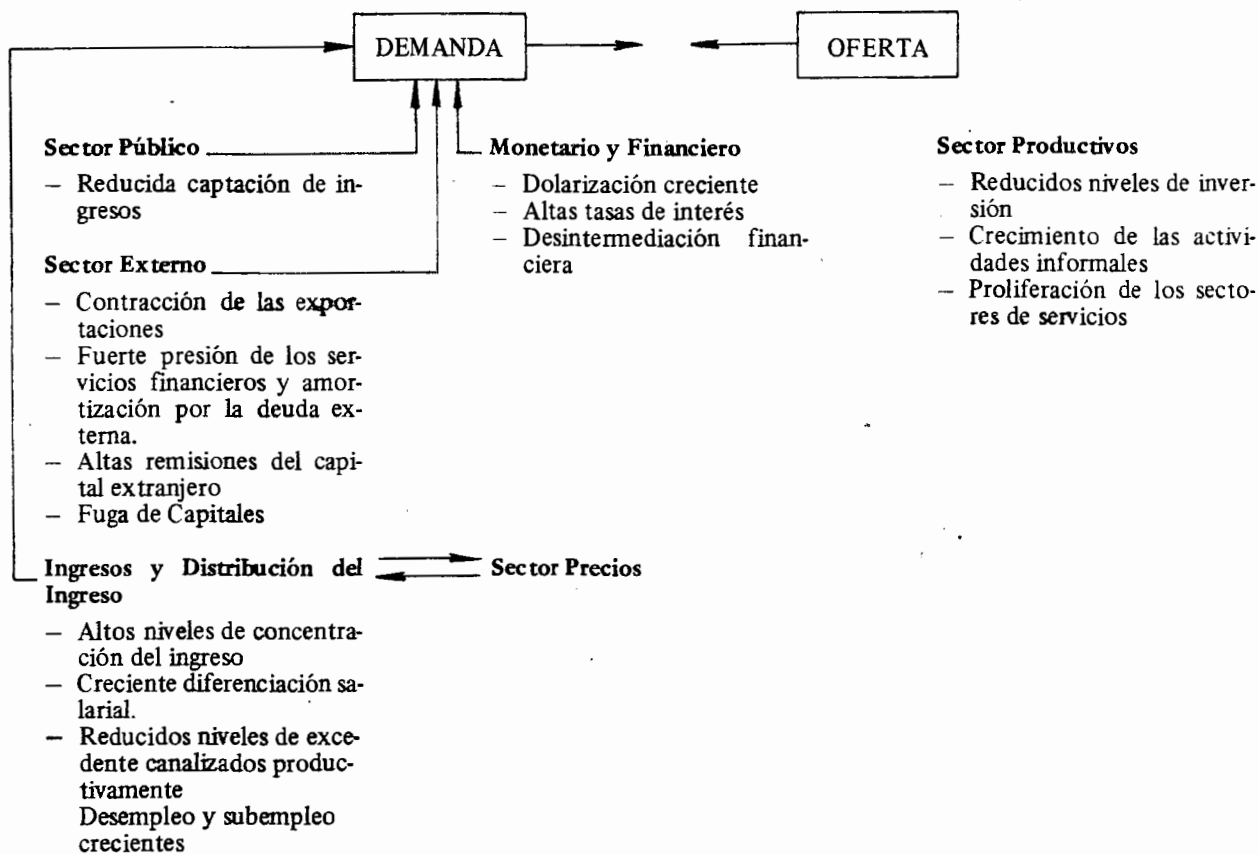 DEMANDA
OFERTA
Sector Público
– Reducida captación de in-
gresos
Sector Externo
– Contracción de las expor-
taciones
– Fuerte presión de los ser-
vicios financieros y amor-
tización por la deuda ex-
terna.
– Altas remisiones del capi-
tal extranjero
– Fuga de Capitales
Monetario y Financiero
– Dolarización creciente
– Altas tasas de interés
– Desintermediación finan-
ciera
Sector Productivos
– Reducidos niveles de inver-
sión
– Crecimiento de las activi-
dades informales
– Proliferación de los secto-
res de servicios
Ingresos y Distribución del
Ingreso
– Altos niveles de concentra-
ción del ingreso
– Creciente diferenciación sa-
larial.
– Reducidos niveles de exce-
dente canalizados produc-
tivamente
Desempleo y subempleo
crecientes
Sector Precios